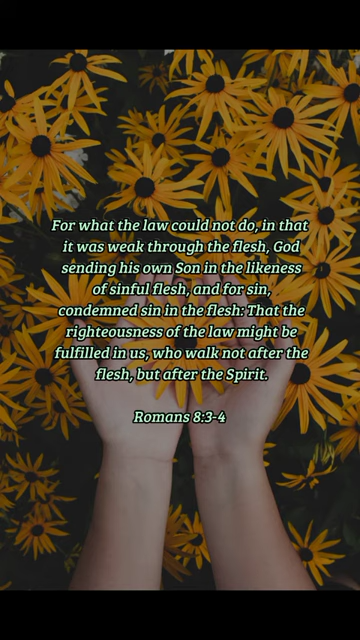 For what the law could not do, in that
it was weak through the flesh, God
sending his own Son in the likeness
of sinful flesh, and for sin,
condemned sin in the flesh: That the
righteousness of the law might be
fulfilled in us, who walk not after the
flesh, but after the Spirit.
Romans 8:3-4